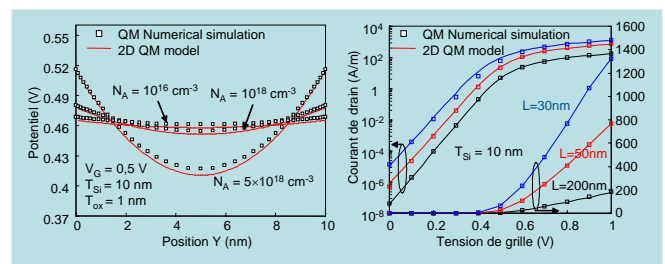 QM Numerical simulation
2D QM model
N_A = 10^16 cm^-3
N_A = 10^18 cm^-3
N_A = 5×10^18 cm^-3
V_G = 0,5 V
T_Si = 10 nm
T_ox = 1 nm
0.55
0.52
0.49
0.46
0.43
0.4
0.37
Potentiel (V)
0 2 4 6 8 10
Position Y (nm)
QM Numerical simulation
2D QM model
L=30nm
L=50nm
L=200nm
T_Si = 10 nm
10^4
10^2
10^0
10^-2
10^-4
10^-6
10^-8
Courant de drain (A/m)
1600
1400
1200
1000
800
600
400
200
0
0.0 0.2 0.4 0.6 0.8 1.0
Tension de grille (V)